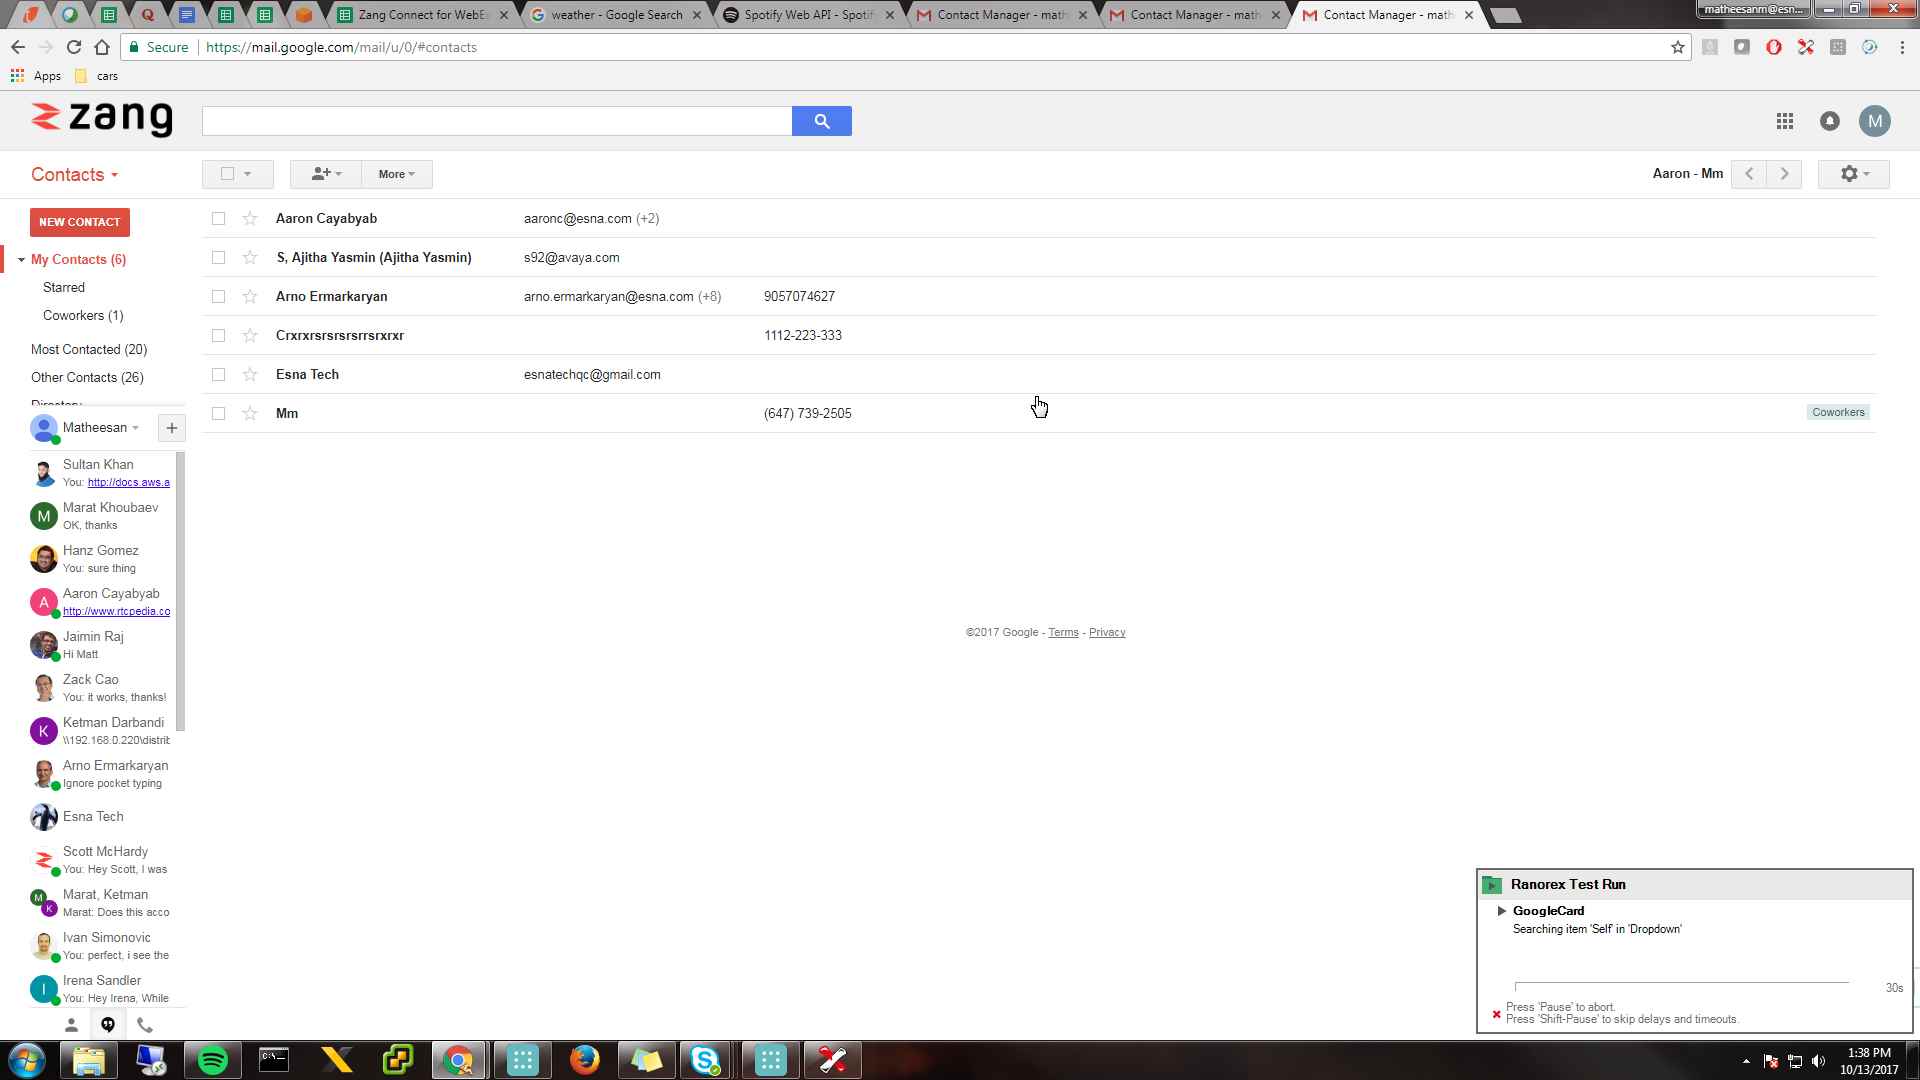 Zang Connect for WebEx
weather - Google Search
Spotify Web API - Spotif
Contact Manager - math
Contact Manager - math
Contact Manager - math
matheesanm@esn...
Secure
https://mail.google.com/mail/u/0/#contacts
Apps
cars
zang
M
Contacts
More
Aaron - Mm
NEW CONTACT
My Contacts (6)
Starred
Coworkers (1)
Most Contacted (20)
Other Contacts (26)
Directory
Aaron Cayabyab aaronc@esna.com (+2)
S, Ajitha Yasmin (Ajitha Yasmin) s92@avaya.com
Arno Ermarkaryan arno.ermarkaryan@esna.com (+8) 9057074627
Crxrxrsrsrsrsrrsrxrxr 1112-223-333
Esna Tech esnatechqc@gmail.com
Mm (647) 739-2505 Coworkers
Matheesan
Sultan Khan
You: http://docs.aws.a
M
Marat Khoubaev
OK, thanks
Hanz Gomez
You: sure thing
A
Aaron Cayabyab
http://www.rtcpedia.co
Jaimin Raj
Hi Matt
Zack Cao
You: it works, thanks!
K
Ketman Darbandi
\\192.168.0.220\distrib
Arno Ermarkaryan
Ignore pocket typing
Esna Tech
Scott McHardy
You: Hey Scott, I was
M
K
Marat, Ketman
Marat: Does this acco
Ivan Simonovic
You: perfect, i see the
I
Irena Sandler
You: Hey Irena, While
©2017 Google - Terms - Privacy
Ranorex Test Run
GoogleCard
Searching item 'Self' in 'Dropdown'
30s
Press 'Pause' to abort.
Press 'Shift-Pause' to skip delays and timeouts.
1:38 PM
10/13/2017